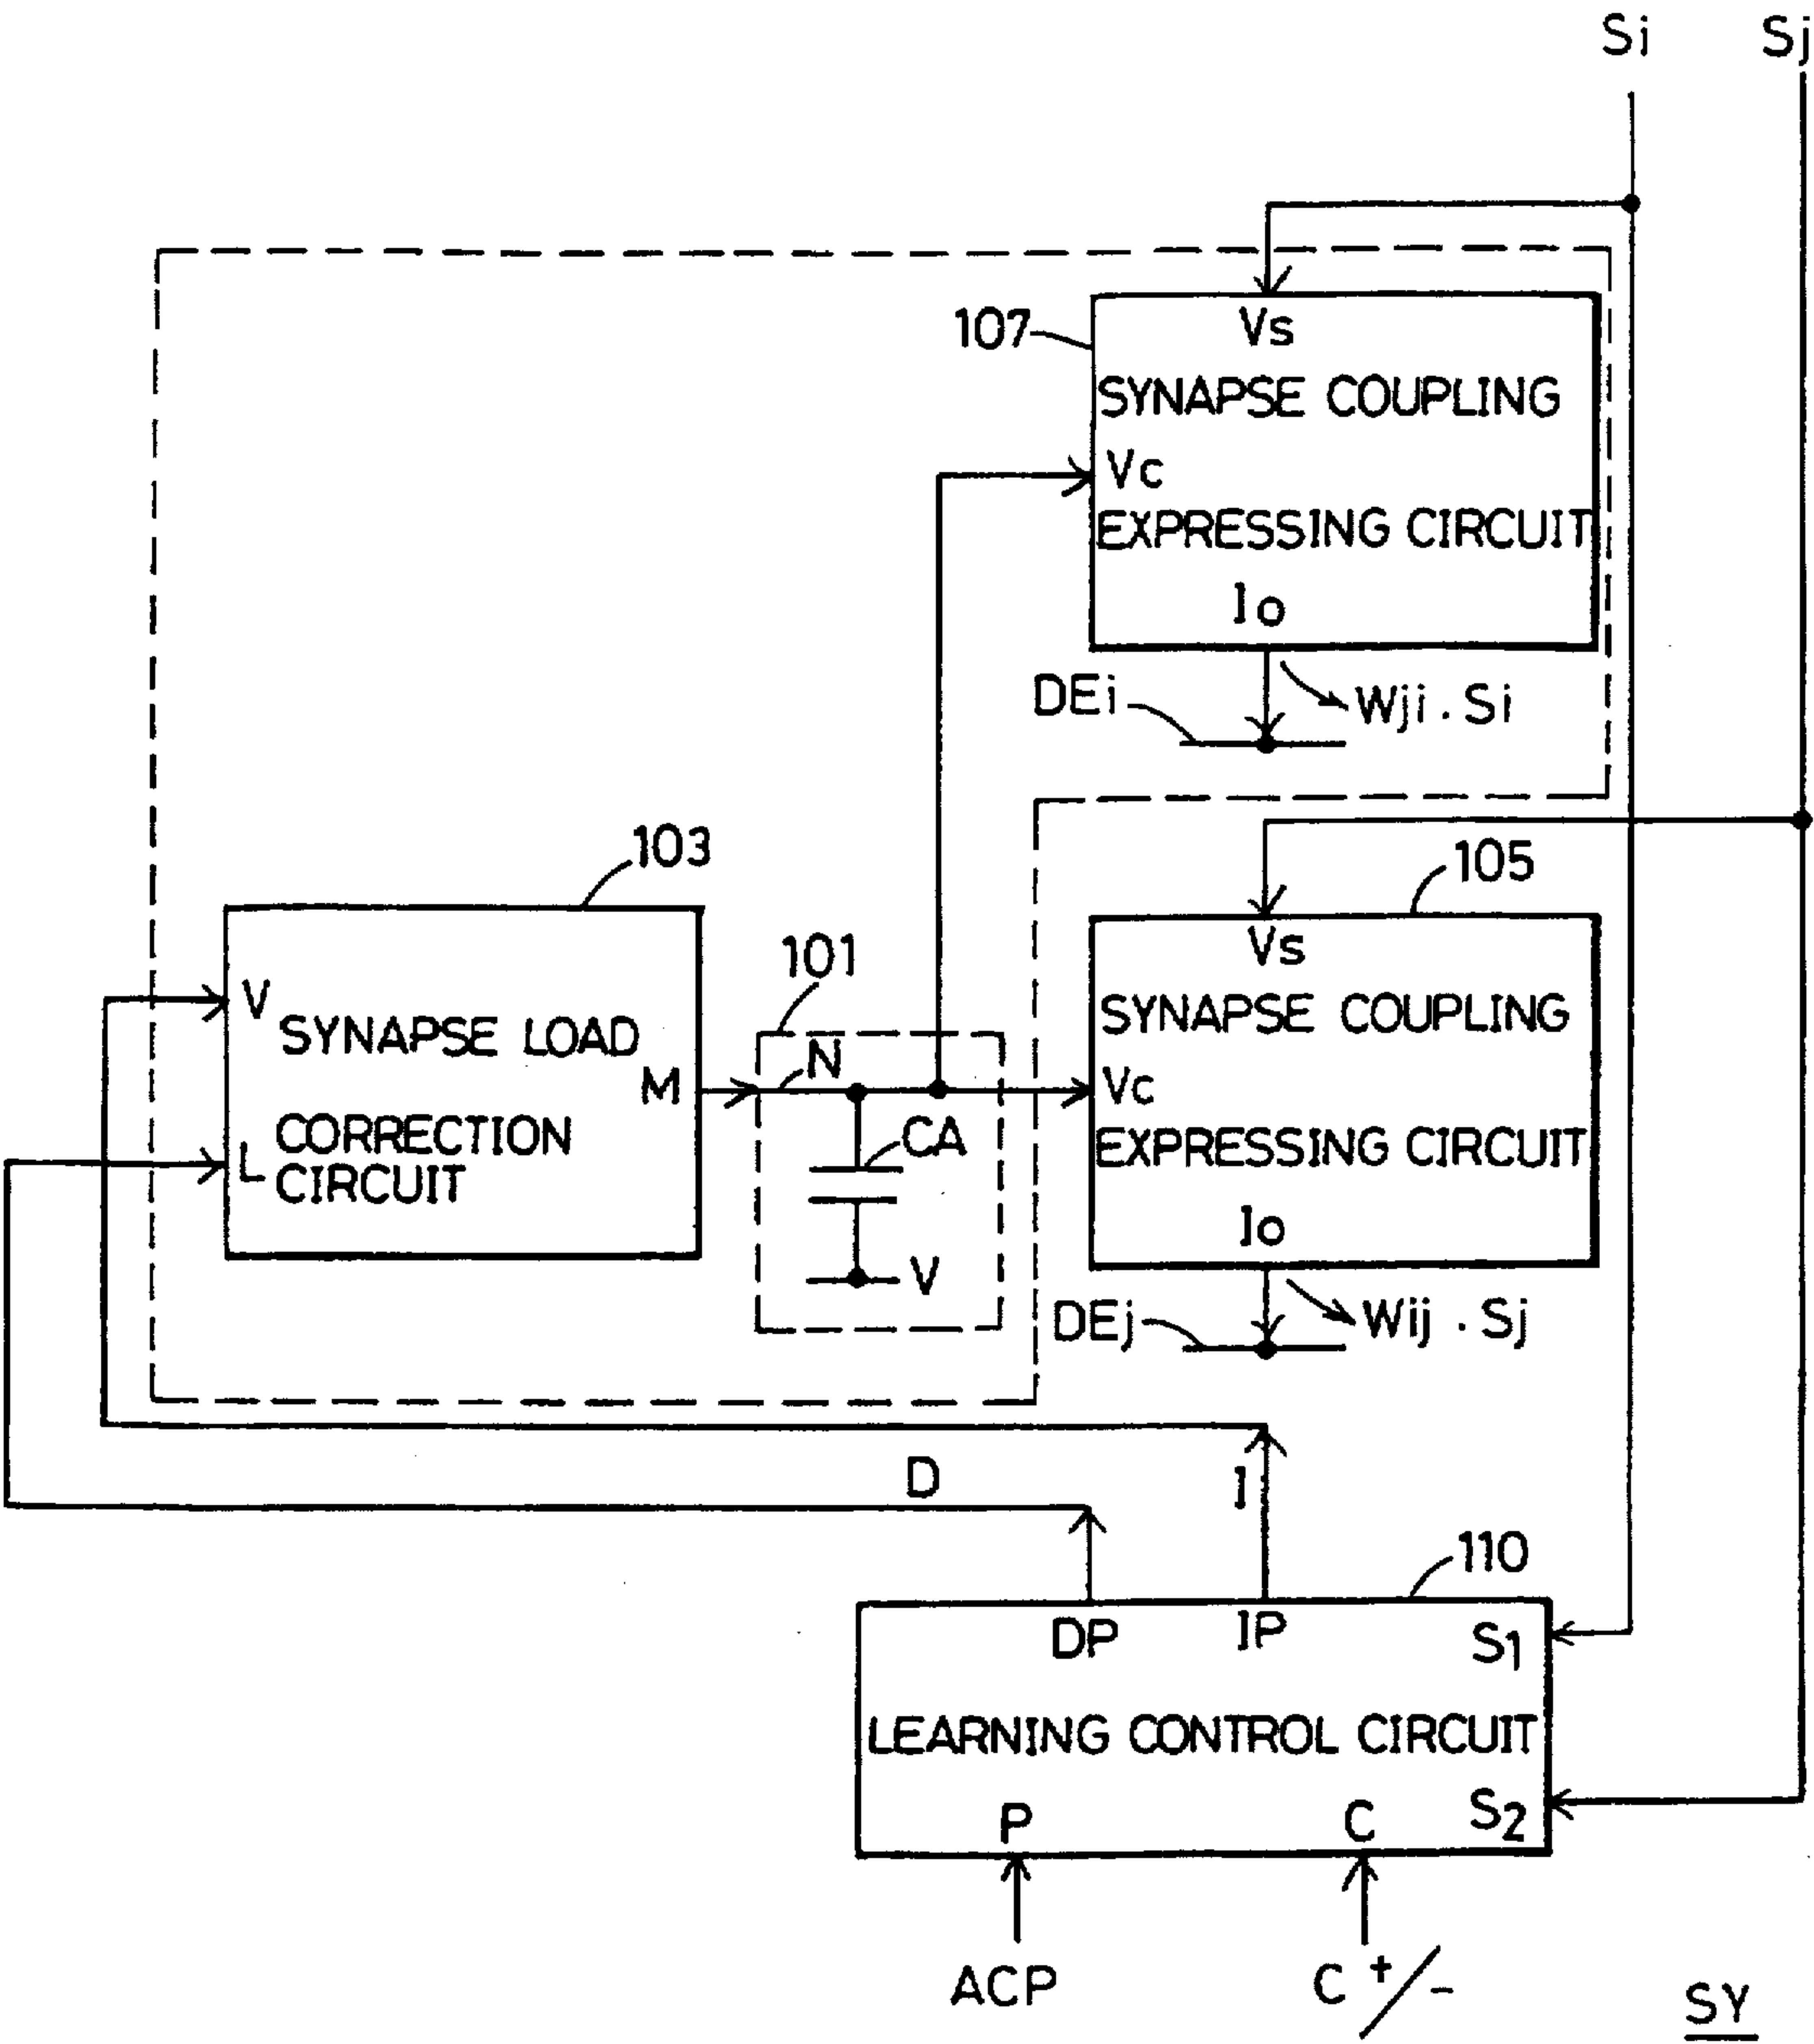 Si
Sj
107
Vs
SYNAPSE COUPLING
Vc
EXPRESSING CIRCUIT
Io
DEi
Wji . Si
103
105
V
SYNAPSE LOAD
M
L
CORRECTION
CIRCUIT
101
N
CA
V
Vs
SYNAPSE COUPLING
Vc
EXPRESSING CIRCUIT
Io
DEj
Wij . Sj
D
I
110
DP
IP
S1
LEARNING CONTROL CIRCUIT
P
C
S2
ACP
C +/-
SY